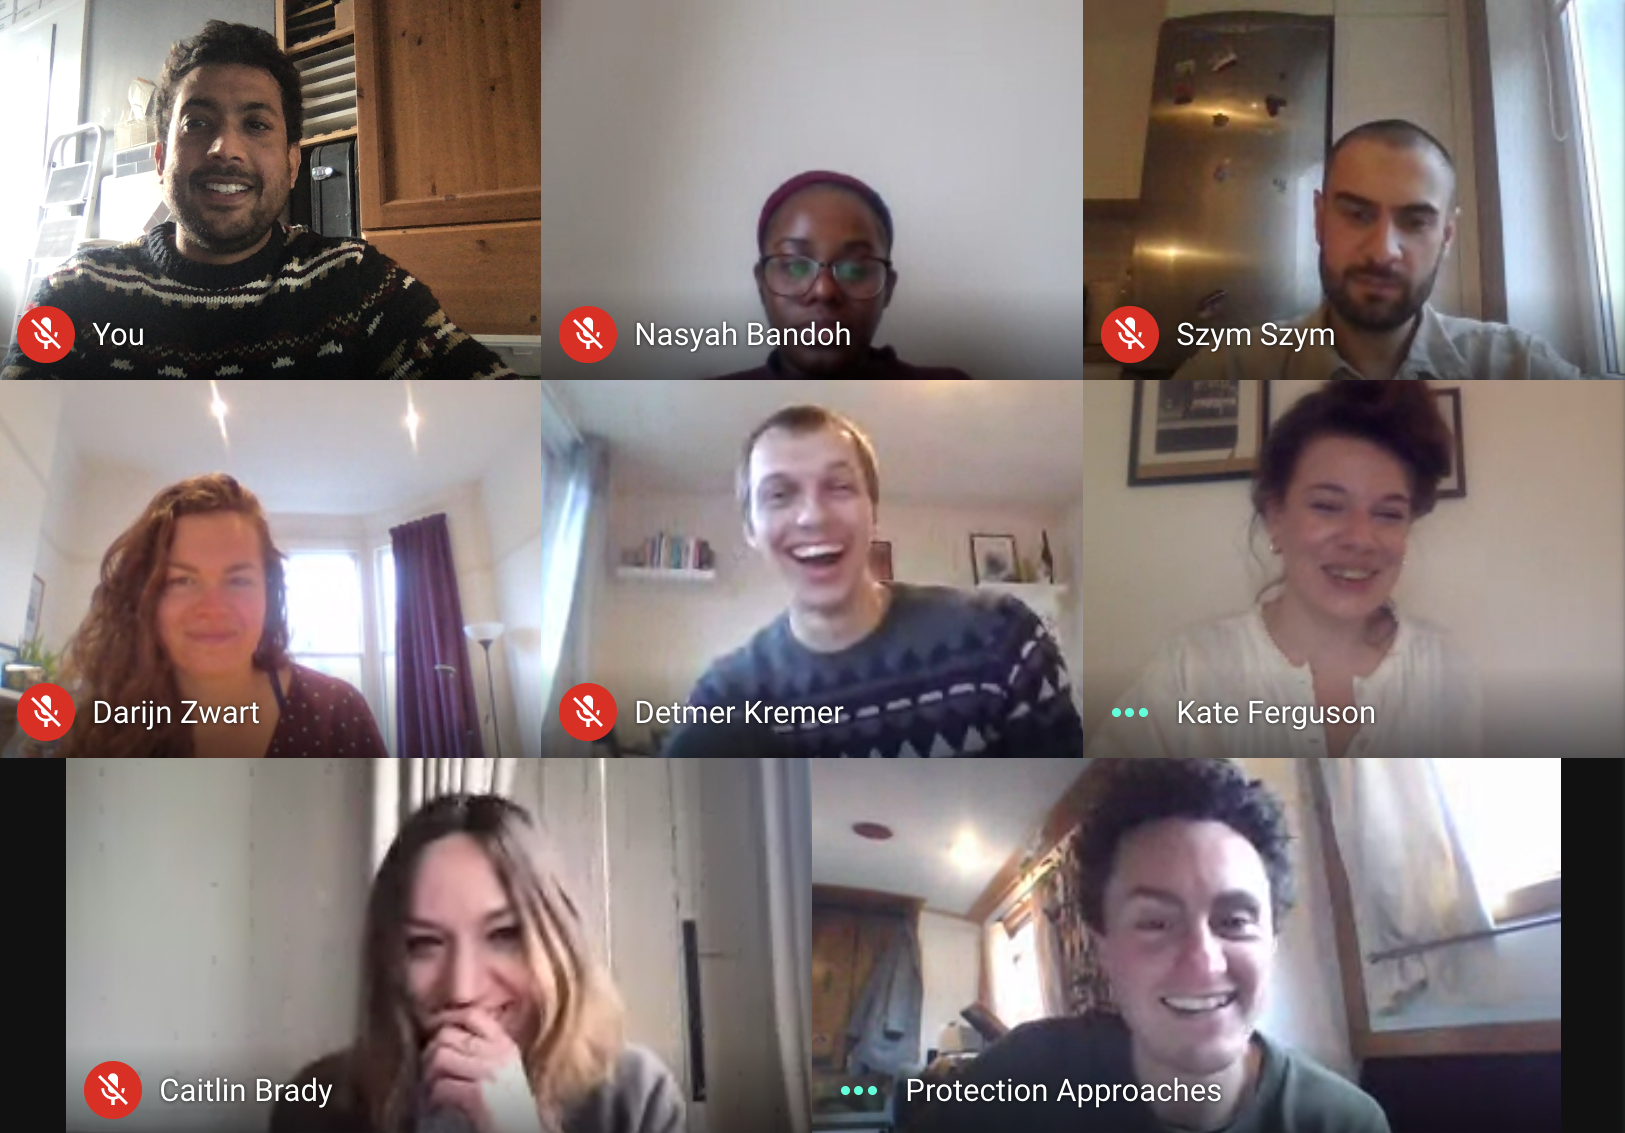 You
Nasyah Bandoh
Szym Szym
Darijn Zwart
Detmer Kremer
Kate Ferguson
Caitlin Brady
Protection Approaches